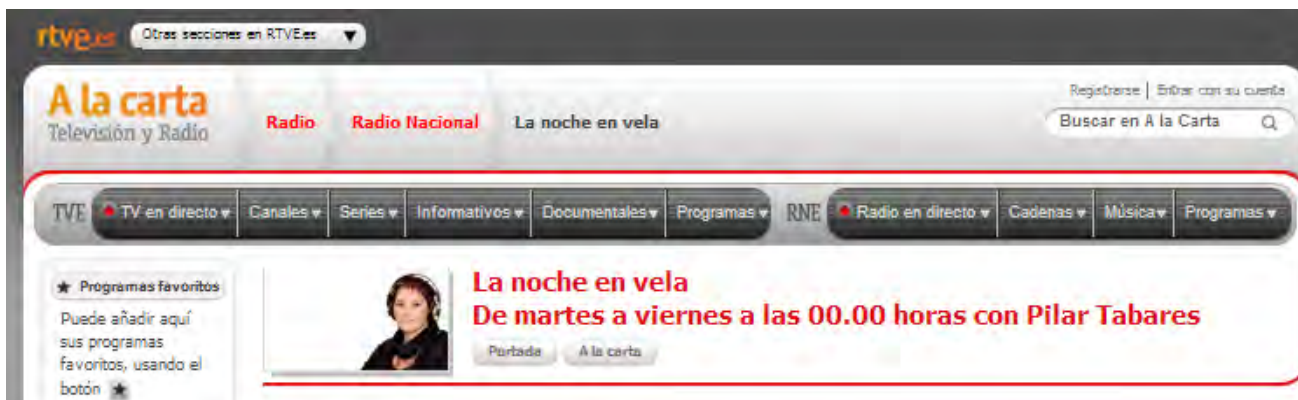 rtve.es Otras secciones en RTVE.es
A la carta
Televisión y Radio
Radio Radio Nacional La noche en vela
Registrarse | Entrar con su cuenta
Buscar en A la Carta
TVE TV en directo Canales Series Informativos Documentales Programas RNE Radio en directo Cadenas Música Programas
Programas favoritos
Puede añadir aquí
sus programas
favoritos, usando el
botón
La noche en vela
De martes a viernes a las 00.00 horas con Pilar Tabares
Portada A la carta